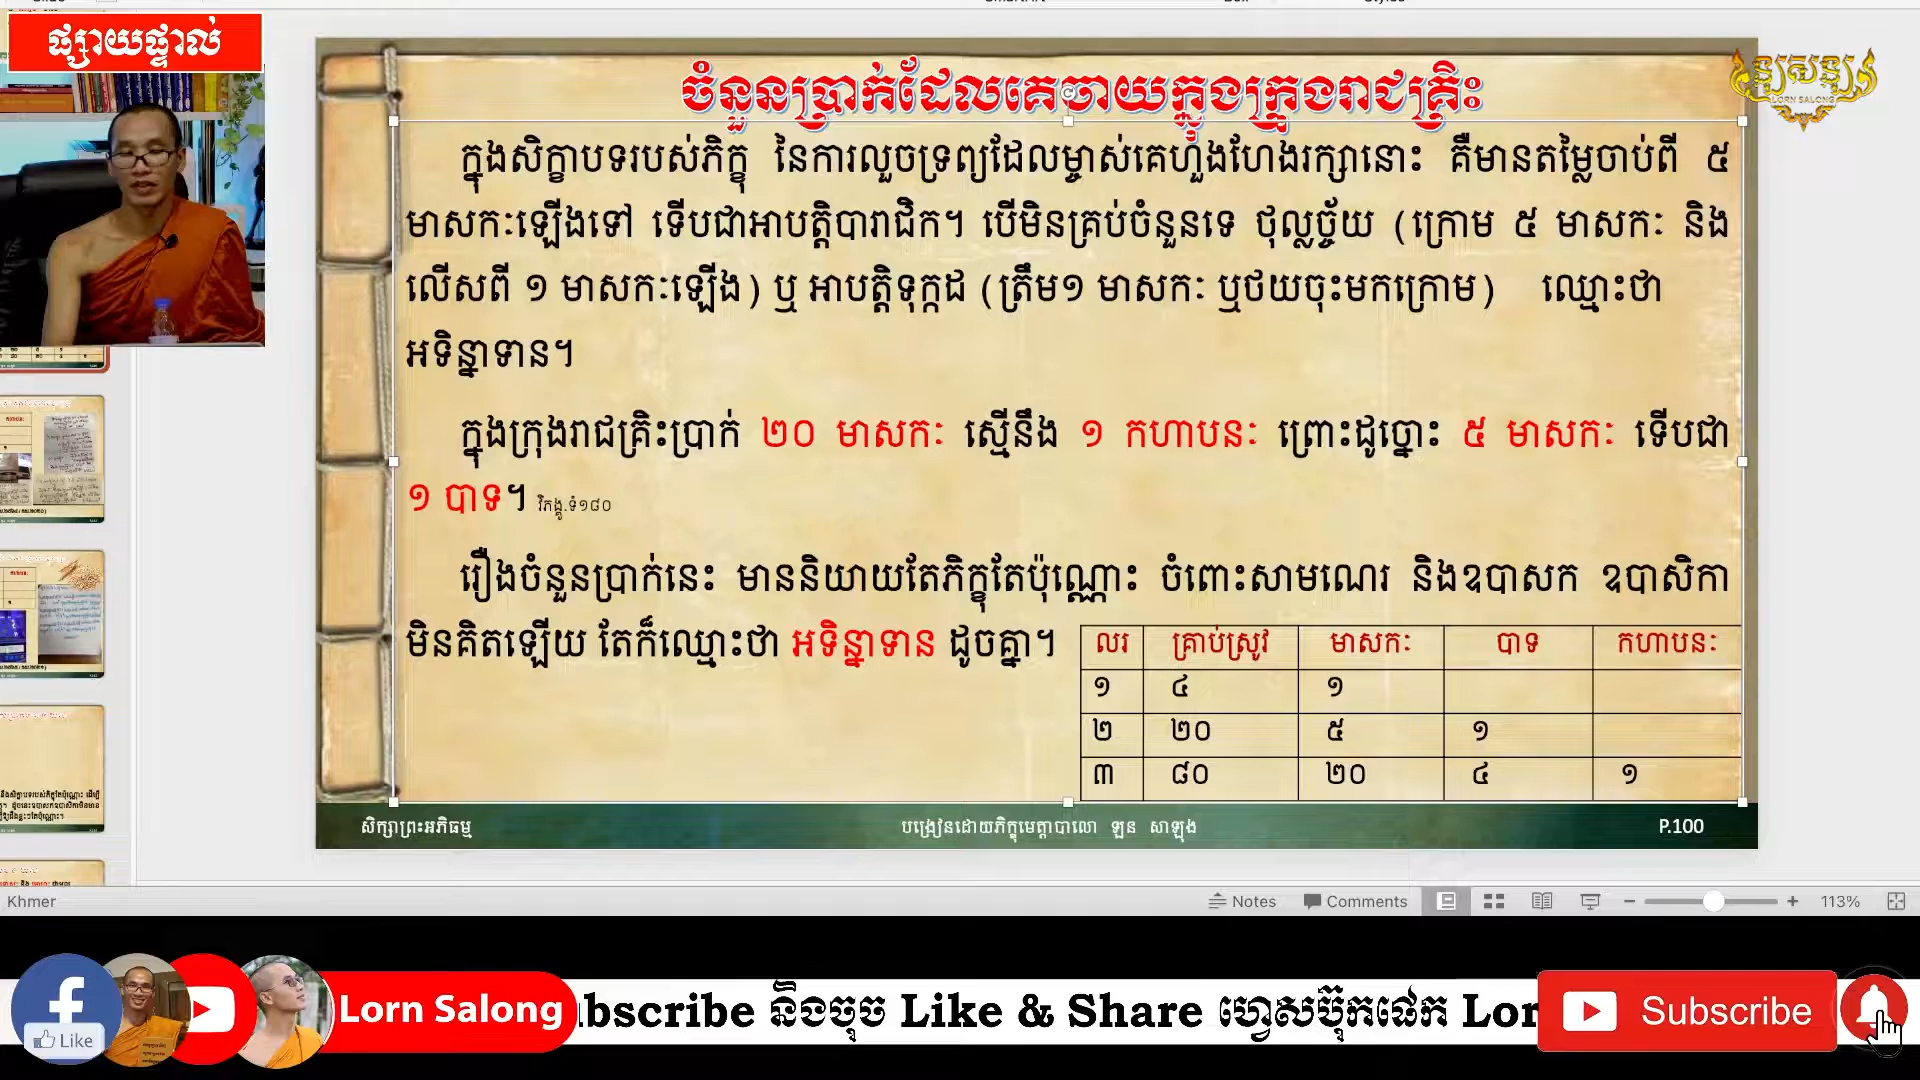 ផ្សាយផ្ទាល់
ចំនួនប្រាក់ដែលគេចាយក្នុងក្រុងរាជគ្រិះ
LORN SALONG
ក្នុងសិក្ខាបទរបស់ភិក្ខុ នៃការលួចទ្រព្យដែលម្ចាស់គេហួងហែងរក្សានោះ គឺមានតម្លៃចាប់ពី ៥
មាសកៈឡើងទៅ ទើបជាអាបត្តិបារាជិក។ បើមិនគ្រប់ចំនួនទេ ថុល្លច្ច័យ (ក្រោម ៥ មាសកៈ និង
លើសពី ១ មាសកៈឡើង) ឬ អាបត្តិទុក្កដ (ត្រឹម១ មាសកៈ ឬថយចុះមកក្រោម) ឈ្មោះថា
អទិន្នាទាន។
ក្នុងក្រុងរាជគ្រិះប្រាក់ ២០ មាសកៈ ស្មើនឹង ១ កហាបនៈ ព្រោះដូច្នោះ ៥ មាសកៈ ទើបជា
១ បាទ។ វិភង្គ.ទំ១៨០
រឿងចំនួនប្រាក់នេះ មាននិយាយតែភិក្ខុតែប៉ុណ្ណោះ ចំពោះសាមណេរ និងឧបាសក ឧបាសិកា
មិនគិតឡើយ តែក៏ឈ្មោះថា អទិន្នាទាន ដូចគ្នា។
លរ គ្រាប់ស្រូវ មាសកៈ បាទ កហាបនៈ
១ ៤ ១
២ ២០ ៥ ១
៣ ៨០ ២០ ៤ ១
សិក្សាព្រះអភិធម្ម បង្រៀនដោយភិក្ខុមេត្តាបាលោ ឡន សាឡុង P.100
Khmer Notes Comments 113%
Like Lorn Salong bscribe និងចុច Like & Share ហ្វេសប៊ុកផេក Lor Subscribe